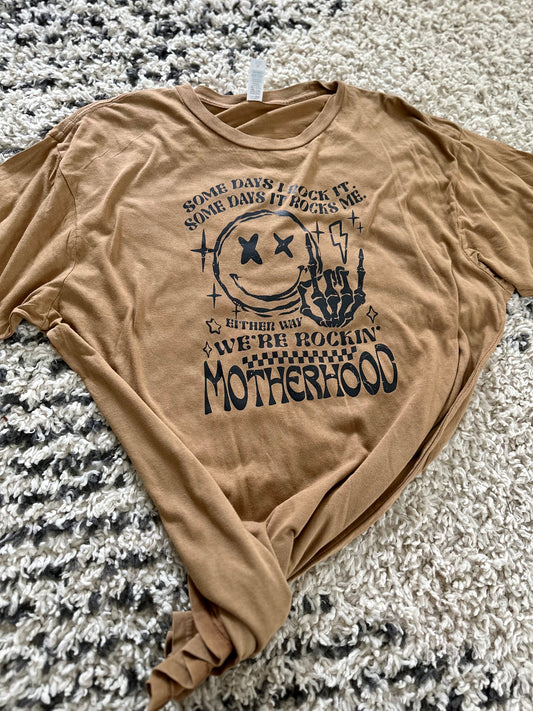 SOME DAYS I ROCK IT.
SOME DAYS IT ROCKS ME.
EITHER WAY
WE'RE ROCKIN'
MOTHERHOOD